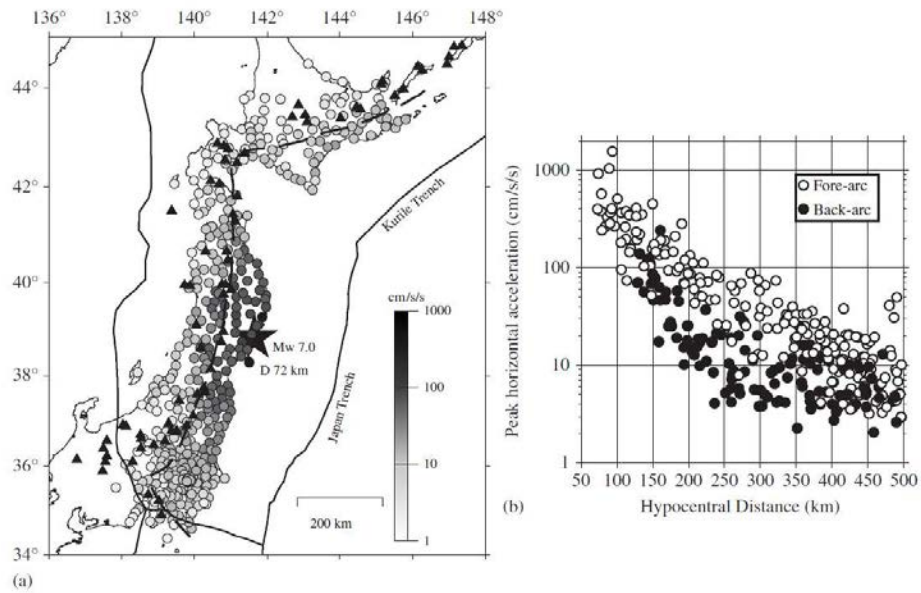 136° 138° 140° 142° 144° 146° 148°
44°
42°
40°
38°
36°
34°
Kurile Trench
Japan Trench
Mw 7.0
D 72 km
cm/s/s
1000
100
10
1
200 km
(a)
Peak horizontal acceleration (cm/s/s)
1000
100
10
1
Fore-arc
Back-arc
50 100 150 200 250 300 350 400 450 500
Hypocentral Distance (km)
(b)